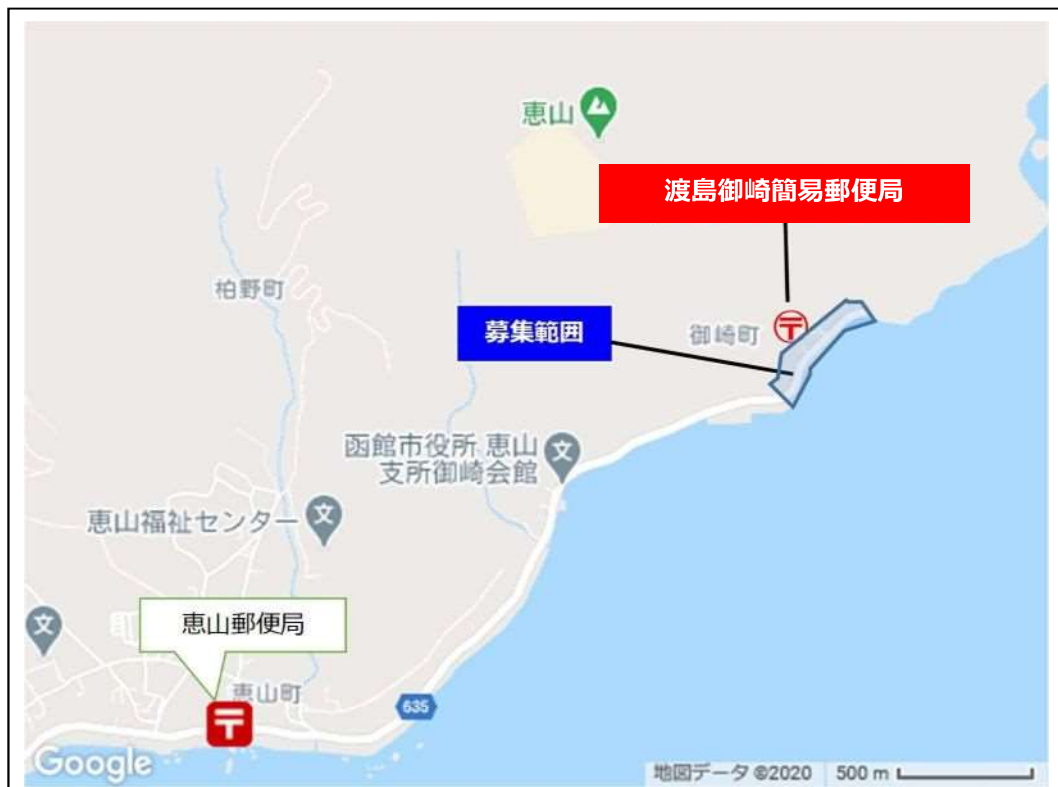 恵山
渡島御崎簡易郵便局
柏野町
募集範囲
御崎町
函館市役所 恵山
支所御崎会館
恵山福祉センター
文
文
文
恵山郵便局
恵山町
635
Google
地図データ ©2020
500 m